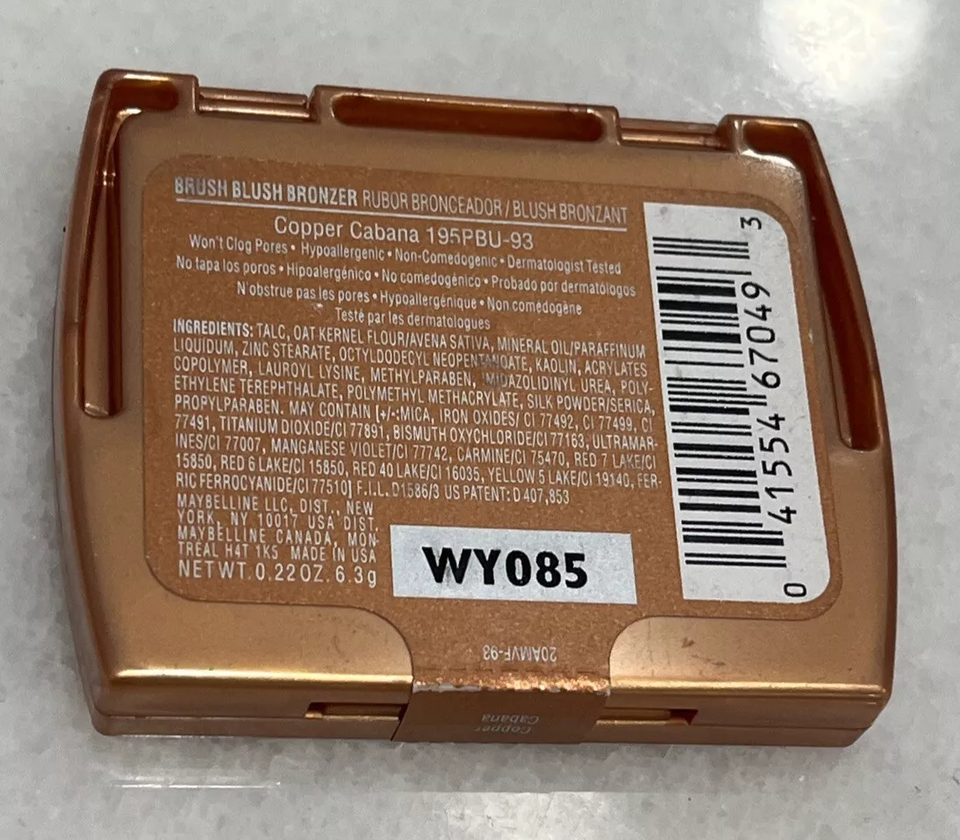 BRUSH BLUSH BRONZER RUBOR BRONCEADOR / BLUSH BRONZANT
Copper Cabana 195PBU-93
Won't Clog Pores • Hypoallergenic • Non-Comedogenic • Dermatologist Tested
No tapa los poros • Hipoalergénico • No comedogénico • Probado por dermatólogos
N'obstrue pas les pores • Hypoallergénique • Non comédogène
Testé par les dermatologues
INGREDIENTS: TALC, OAT KERNEL FLOUR/AVENA SATIVA, MINERAL OIL/PARAFFINUM
LIQUIDUM, ZINC STEARATE, OCTYLDODECYL NEOPENTANOATE, KAOLIN, ACRYLATES
COPOLYMER, LAUROYL LYSINE, METHYLPARABEN, IMIDAZOLIDINYL UREA, POLY-
ETHYLENE TEREPHTHALATE, POLYMETHYL METHACRYLATE, SILK POWDER/SERICA,
PROPYLPARABEN. MAY CONTAIN [+/-:MICA, IRON OXIDES/ CI 77492, CI 77499, CI
77491, TITANIUM DIOXIDE/CI 77891, BISMUTH OXYCHLORIDE/CI 77163, ULTRAMAR-
INES/CI 77007, MANGANESE VIOLET/CI 77742, CARMINE/CI 75470, RED 7 LAKE/CI
15850, RED 6 LAKE/CI 15850, RED 40 LAKE/CI 16035, YELLOW 5 LAKE/CI 19140, FER-
RIC FERROCYANIDE/CI 77510] F.I.L. D1586/3 US PATENT: D 407,853
MAYBELLINE LLC, DIST., NEW
YORK, NY 10017 USA DIST.
MAYBELLINE CANADA, MON-
TREAL H4T 1K5 MADE IN USA
NET WT. 0.22 OZ. 6.3 g
WY085
0 41554 67049 3
20AMVF-93
Copper
Cabana